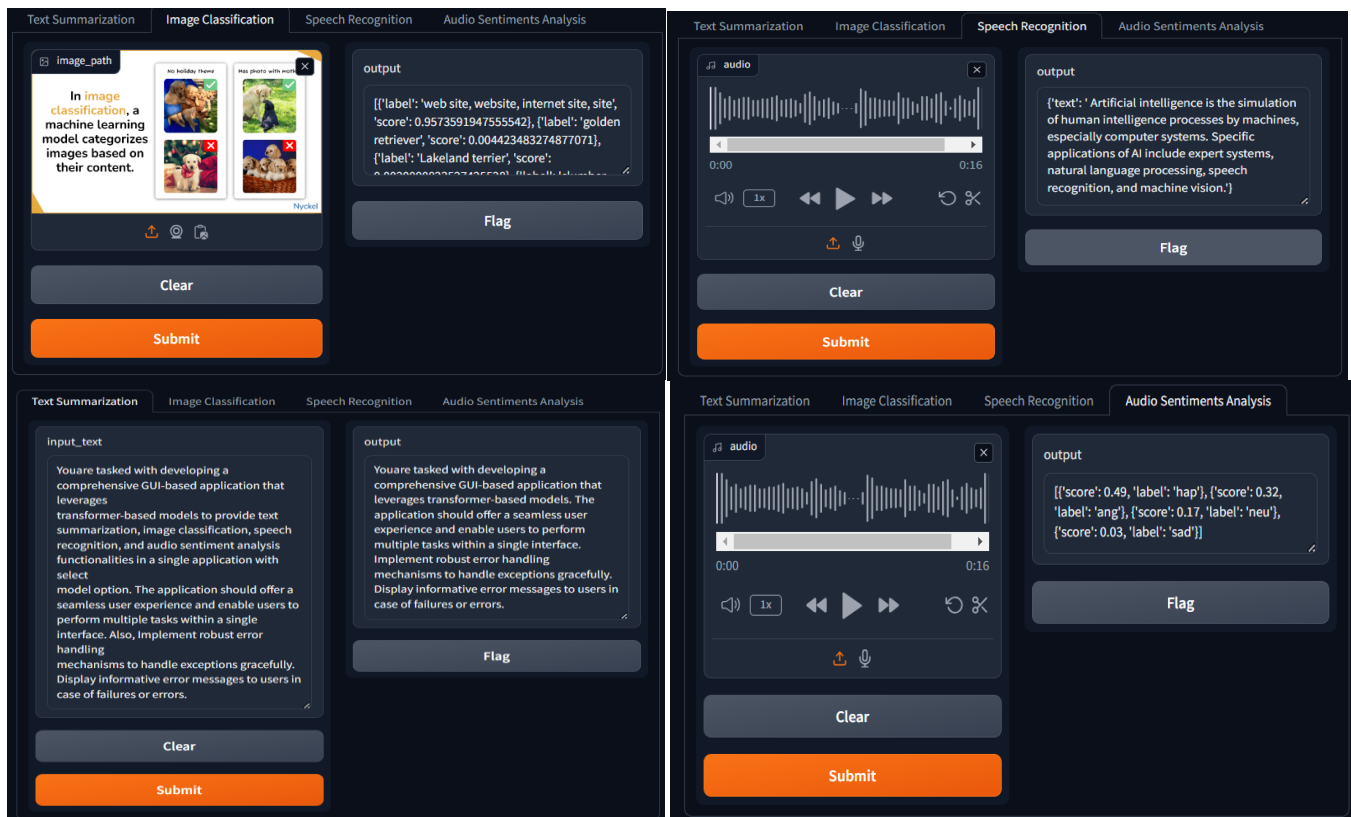 Text Summarization Image Classification Speech Recognition Audio Sentiments Analysis
image_path
In image
classification, a
machine learning
model categorizes
images based on
their content.
No holiday theme
Has photo with
Nyckel
Clear
Submit
output
[[{'label': 'web site, website, internet site, site',
'score': 0.9573591947555542}, {'label': 'golden
retriever', 'score': 0.004423483274877071},
{'label': 'Lakeland terrier', 'score':
Flag
Text Summarization Image Classification Speech Recognition Audio Sentiments Analysis
audio
0:00 0:16
1x
Clear
Submit
output
{'text': ' Artificial intelligence is the simulation
of human intelligence processes by machines,
especially computer systems. Specific
applications of AI include expert systems,
natural language processing, speech
recognition, and machine vision.'}
Flag
Text Summarization Image Classification Speech Recognition Audio Sentiments Analysis
input_text
Youare tasked with developing a
comprehensive GUI-based application that
leverages
transformer-based models to provide text
summarization, image classification, speech
recognition, and audio sentiment analysis
functionalities in a single application with
select
model option. The application should offer a
seamless user experience and enable users to
perform multiple tasks within a single
interface. Also, Implement robust error
handling
mechanisms to handle exceptions gracefully.
Display informative error messages to users in
case of failures or errors.
Clear
Submit
output
Youare tasked with developing a
comprehensive GUI-based application that
leverages transformer-based models. The
application should offer a seamless user
experience and enable users to perform
multiple tasks within a single interface.
Implement robust error handling
mechanisms to handle exceptions gracefully.
Display informative error messages to users in
case of failures or errors.
Flag
Text Summarization Image Classification Speech Recognition Audio Sentiments Analysis
audio
0:00 0:16
1x
Clear
Submit
output
[[{'score': 0.49, 'label': 'hap'}, {'score': 0.32,
'label': 'ang'}, {'score': 0.17, 'label': 'neu'},
{'score': 0.03, 'label': 'sad'}]]
Flag